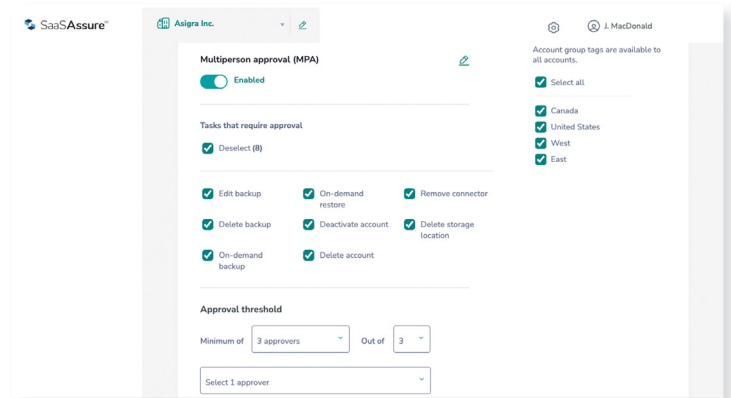 SaaSAssure™
Asigra Inc.
J. MacDonald
Multiperson approval (MPA)
Enabled
Tasks that require approval
Deselect (8)
Edit backup
On-demand
restore
Remove connector
Delete backup
Deactivate account
Delete storage
location
On-demand
backup
Delete account
Approval threshold
Minimum of
3 approvers
Out of
3
Select 1 approver
Account group tags are available to
all accounts.
Select all
Canada
United States
West
East